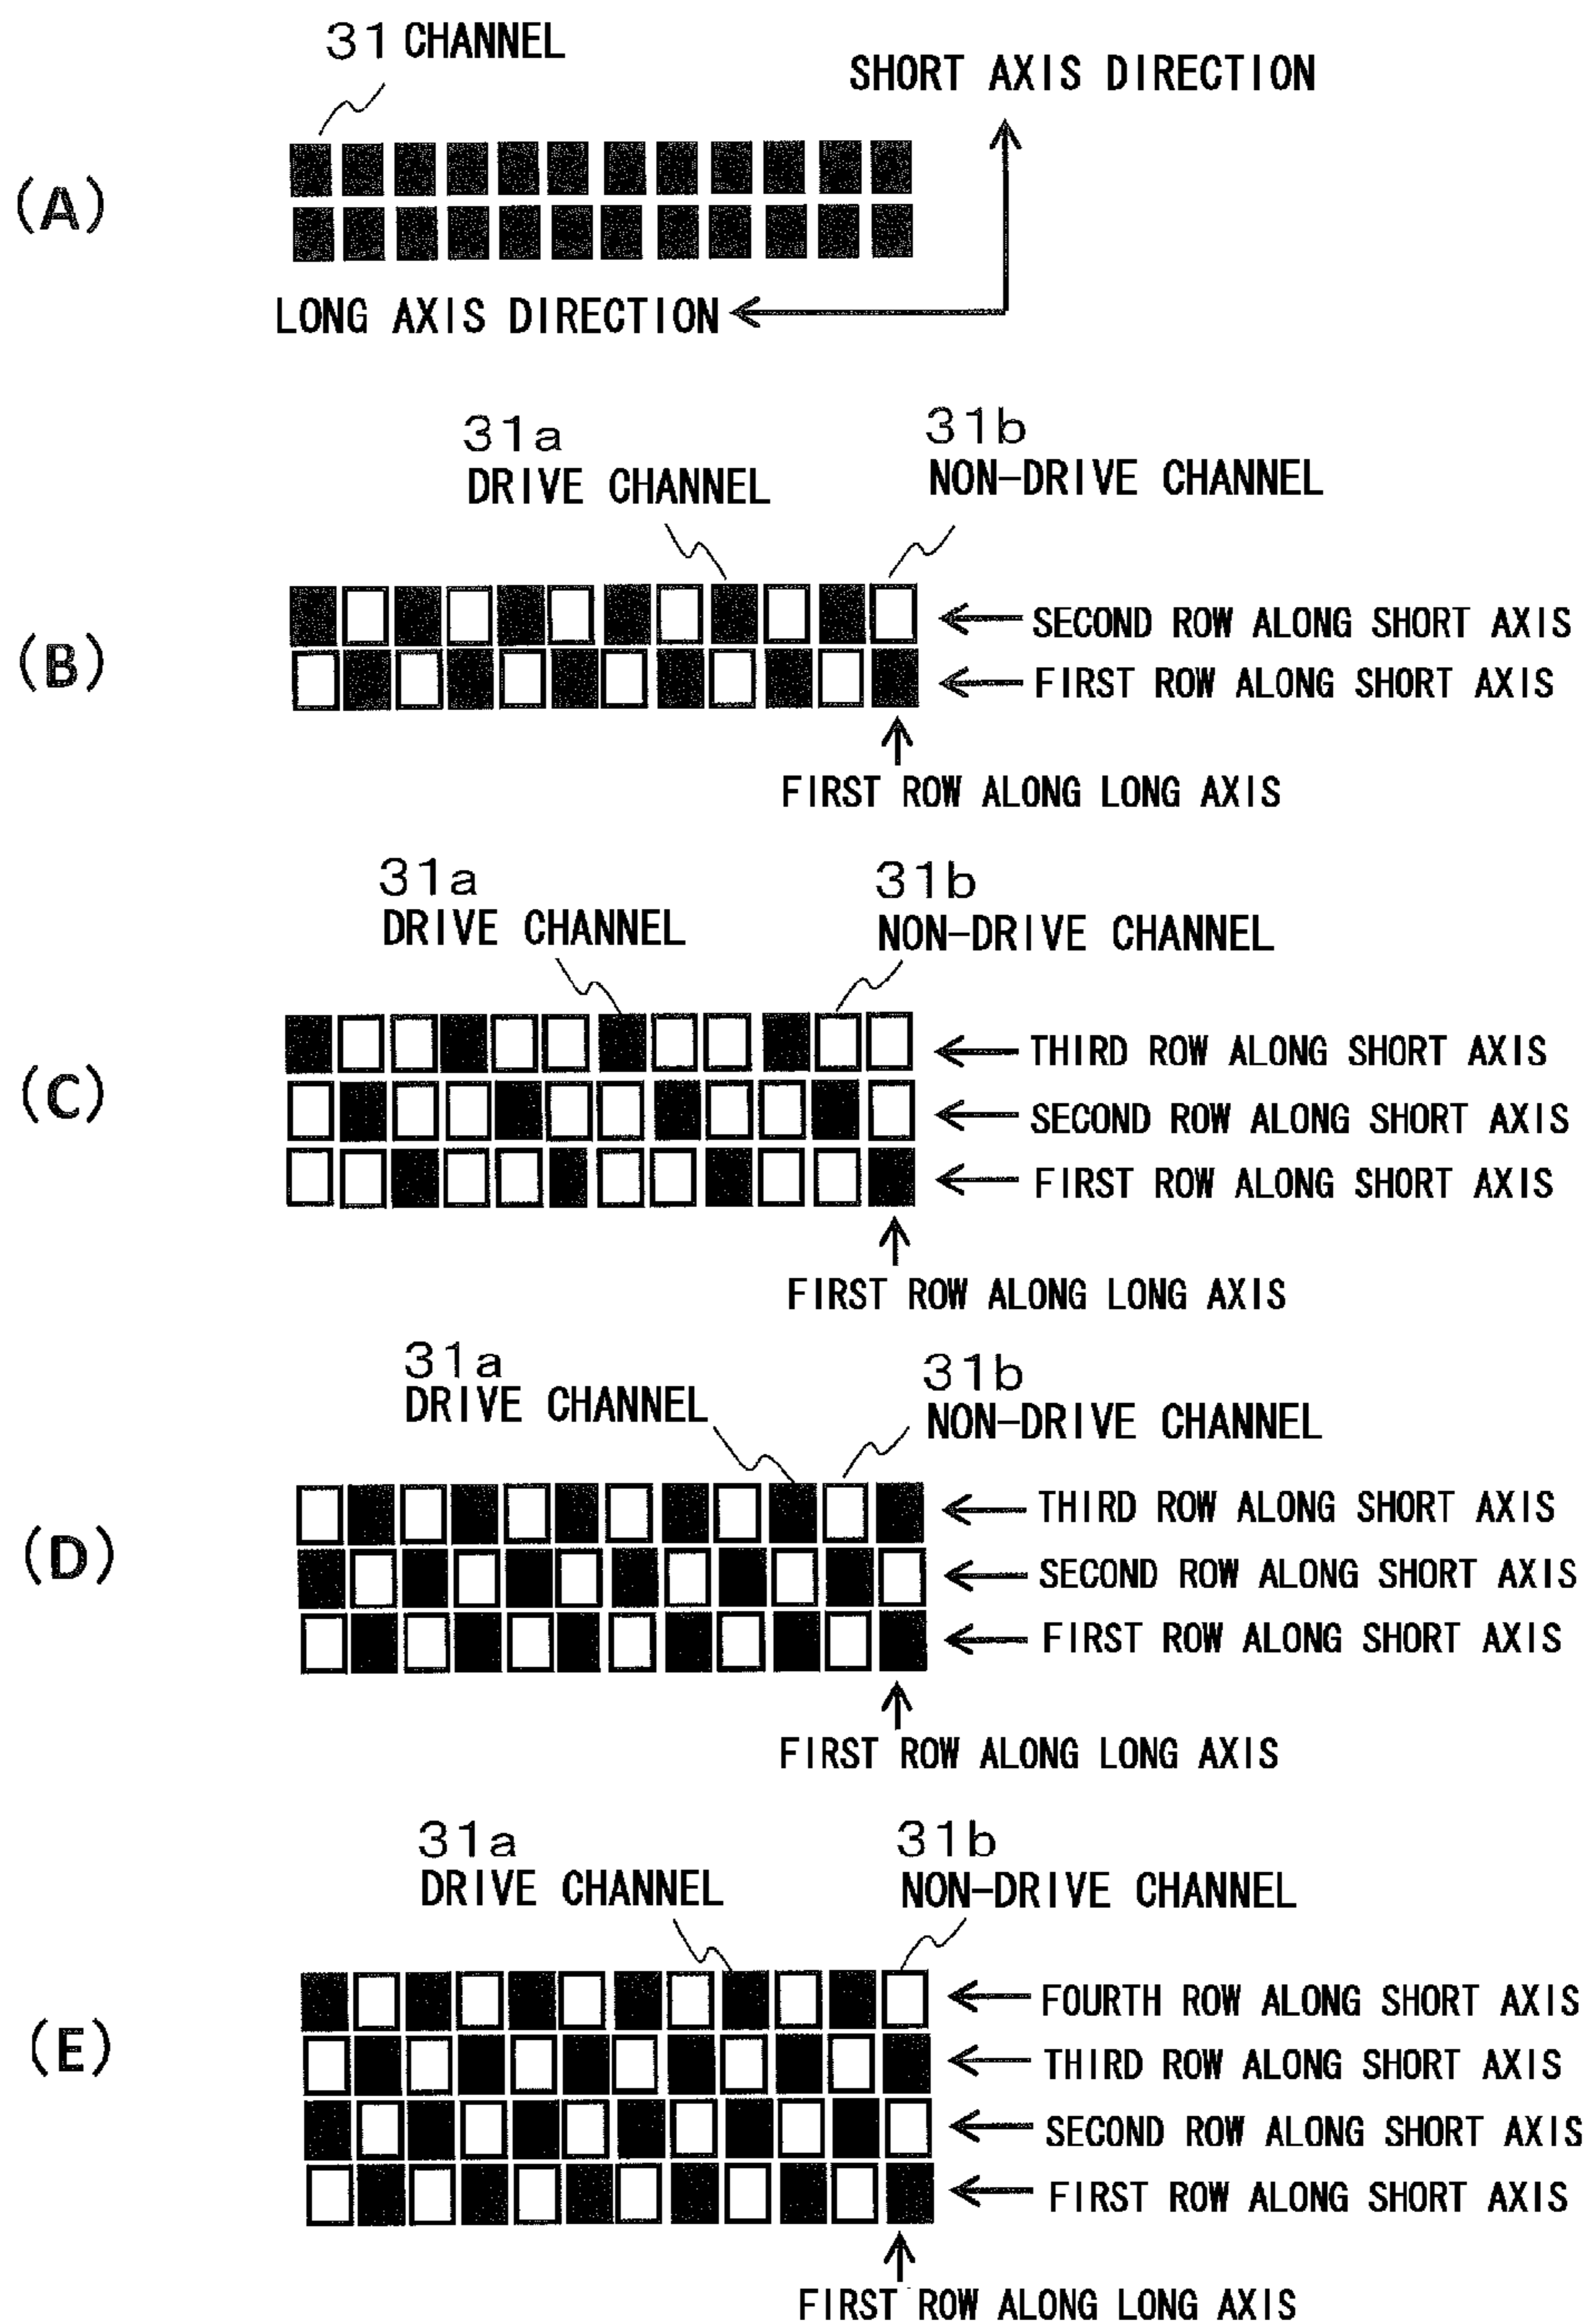 31 CHANNEL
SHORT AXIS DIRECTION
(A)
LONG AXIS DIRECTION
31a
DRIVE CHANNEL
31b
NON-DRIVE CHANNEL
(B)
SECOND ROW ALONG SHORT AXIS
FIRST ROW ALONG SHORT AXIS
FIRST ROW ALONG LONG AXIS
31a
DRIVE CHANNEL
31b
NON-DRIVE CHANNEL
(C)
THIRD ROW ALONG SHORT AXIS
SECOND ROW ALONG SHORT AXIS
FIRST ROW ALONG SHORT AXIS
FIRST ROW ALONG LONG AXIS
31a
DRIVE CHANNEL
31b
NON-DRIVE CHANNEL
(D)
THIRD ROW ALONG SHORT AXIS
SECOND ROW ALONG SHORT AXIS
FIRST ROW ALONG SHORT AXIS
FIRST ROW ALONG LONG AXIS
31a
DRIVE CHANNEL
31b
NON-DRIVE CHANNEL
(E)
FOURTH ROW ALONG SHORT AXIS
THIRD ROW ALONG SHORT AXIS
SECOND ROW ALONG SHORT AXIS
FIRST ROW ALONG SHORT AXIS
FIRST ROW ALONG LONG AXIS